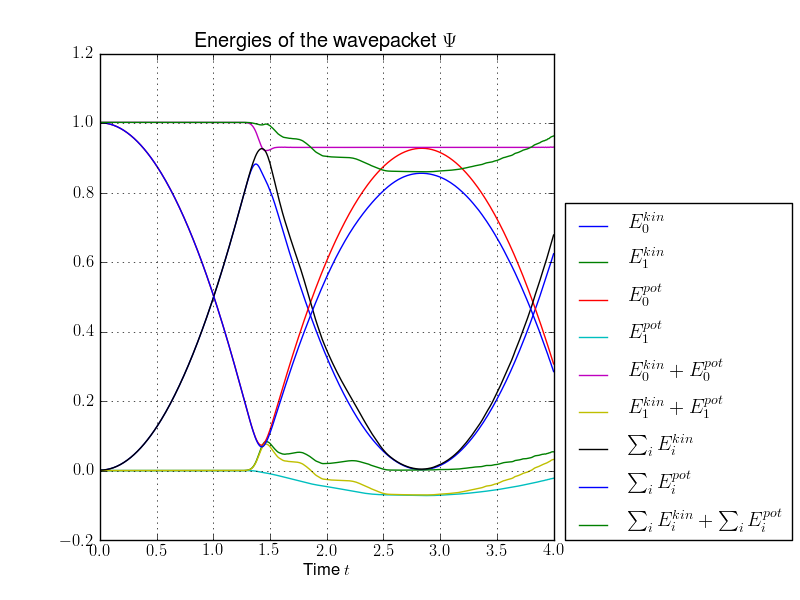 Energies of the wavepacket Ψ
1.2
1.0
0.8
0.6
0.4
0.2
0.0
−0.2
0.0 0.5 1.0 1.5 2.0 2.5 3.0 3.5 4.0
Time t
E_0^{kin}
E_1^{kin}
E_0^{pot}
E_1^{pot}
E_0^{kin} + E_0^{pot}
E_1^{kin} + E_1^{pot}
∑_i E_i^{kin}
∑_i E_i^{pot}
∑_i E_i^{kin} + ∑_i E_i^{pot}